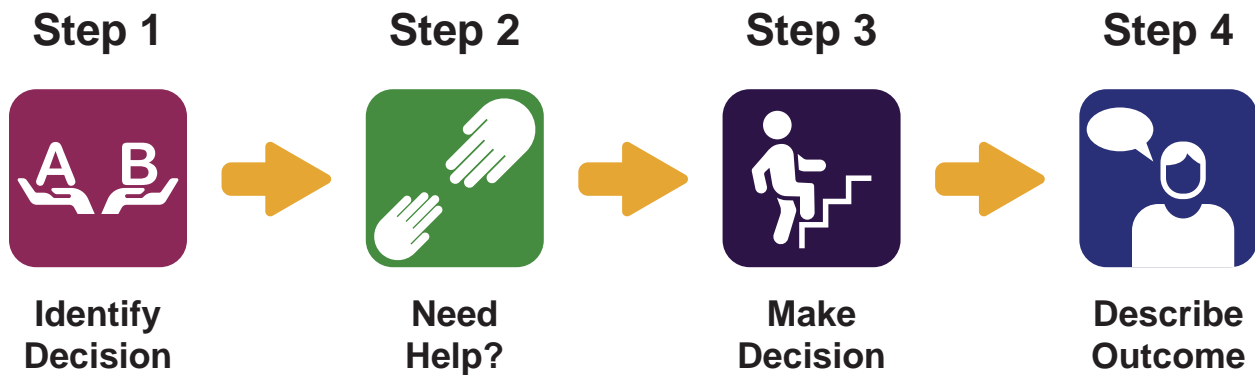 Step 1
Step 2
Step 3
Step 4
A B
Identify
Decision
Need
Help?
Make
Decision
Describe
Outcome